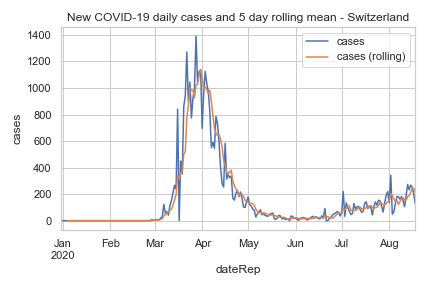 New COVID-19 daily cases and 5 day rolling mean - Switzerland
1400
1200
1000
800
600
400
200
0
cases
cases
cases (rolling)
Jan Feb Mar Apr May Jun Jul Aug
2020
dateRep